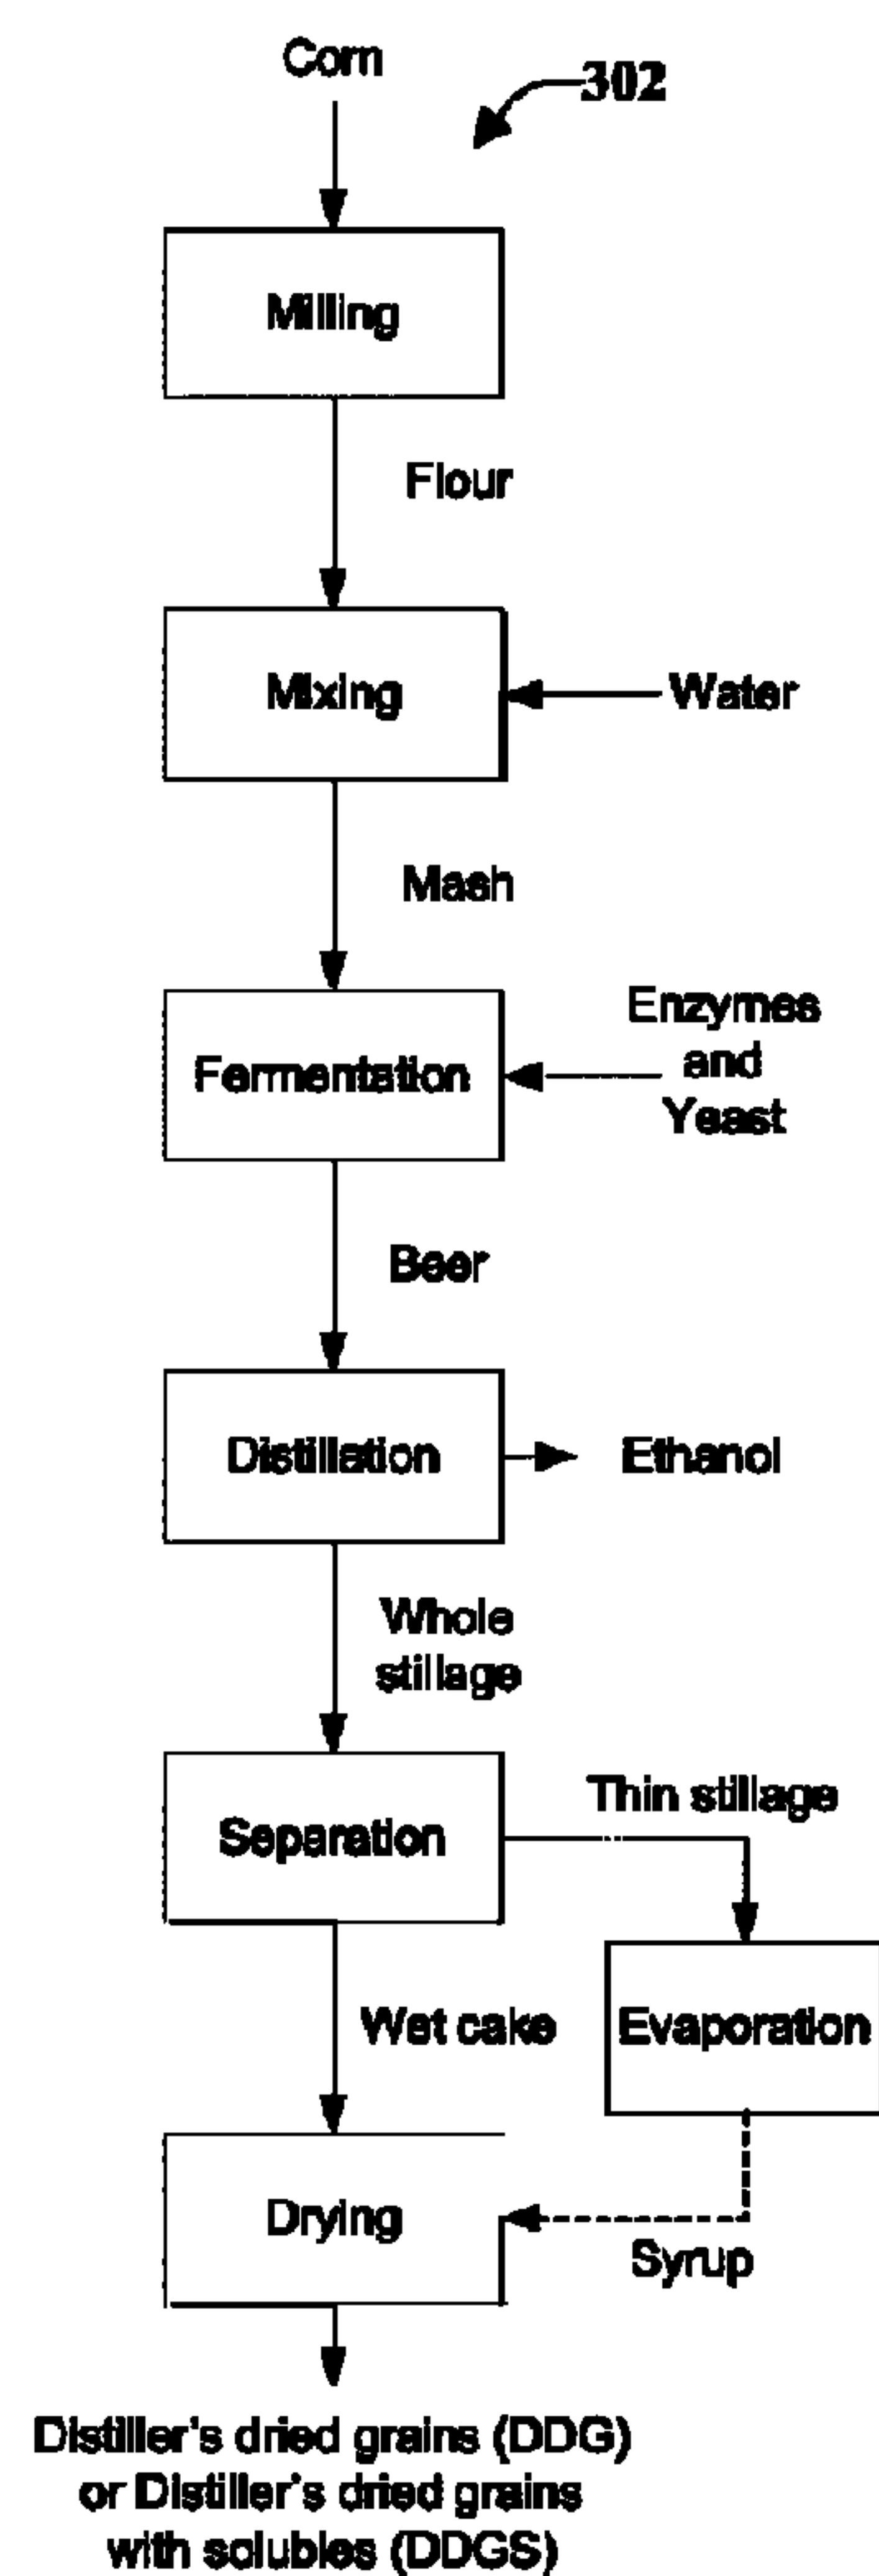 Corn
302
Milling
Flour
Mixing
Water
Mash
Enzymes
and
Yeast
Fermentation
Beer
Distillation
Ethanol
Whole
stillage
Separation
Thin stillage
Wet cake
Evaporation
Drying
Syrup
Distiller's dried grains (DDG)
or Distiller's dried grains
with solubles (DDGS)